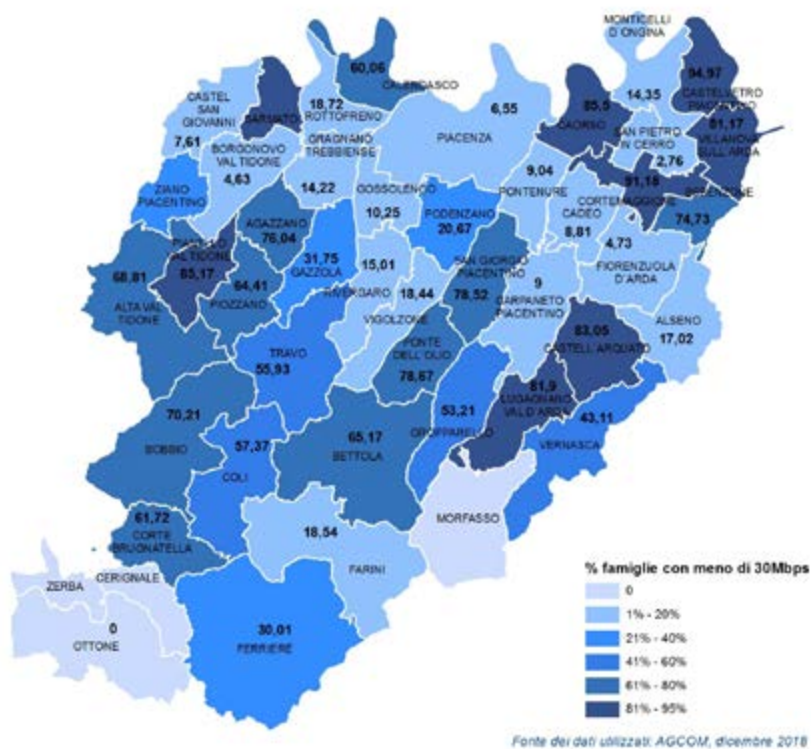 MONTICELLI
D'ONGINA
60,06
CALENDASCO
94,97
CASTELVETRO
PIACENTINO
CASTEL
SAN
GIOVANNI
7,61
SARMATO
18,72
ROTTOFRENO
6,55
PIACENZA
85,5
CAORSO
14,35
SAN PIETRO
IN CERRO
2,76
81,17
VILLANOVA
SULL'ARDA
BORGONOVO
VAL TIDONE
4,63
GRAGNANO
TREBBIENSE
14,22
GOSSOLENGO
10,25
9,04
PONTENURE
91,18
CORTEMAGGIORE
BESENZONE
74,73
ZIANO
PIACENTINO
AGAZZANO
76,04
PODENZANO
20,67
CADEO
8,81
4,73
FIORENZUOLA
D'ARDA
PIANELLO
VAL TIDONE
85,17
68,81
ALTA VAL
TIDONE
64,41
PIOZZANO
31,75
GAZZOLA
15,01
RIVERGARO
18,44
VIGOLZONE
SAN GIORGIO
PIACENTINO
78,52
9
CARPANETO
PIACENTINO
ALSENO
17,02
TRAVO
55,93
PONTE
DELL'OLIO
78,67
83,05
CASTELL'ARQUATO
81,9
LUGAGNANO
VAL D'ARDA
70,21
BOBBIO
57,37
COLI
65,17
BETTOLA
53,21
GROPPARELLO
43,11
VERNASCA
MORFASSO
61,72
CORTE
BRUGNATELLA
18,54
FARINI
ZERBA
CERIGNALE
0
OTTONE
30,01
FERRIERE
% famiglie con meno di 30Mbps
0
1% - 20%
21% - 40%
41% - 60%
61% - 80%
81% - 95%
Fonte dei dati utilizzati: AGCOM, dicembre 2018